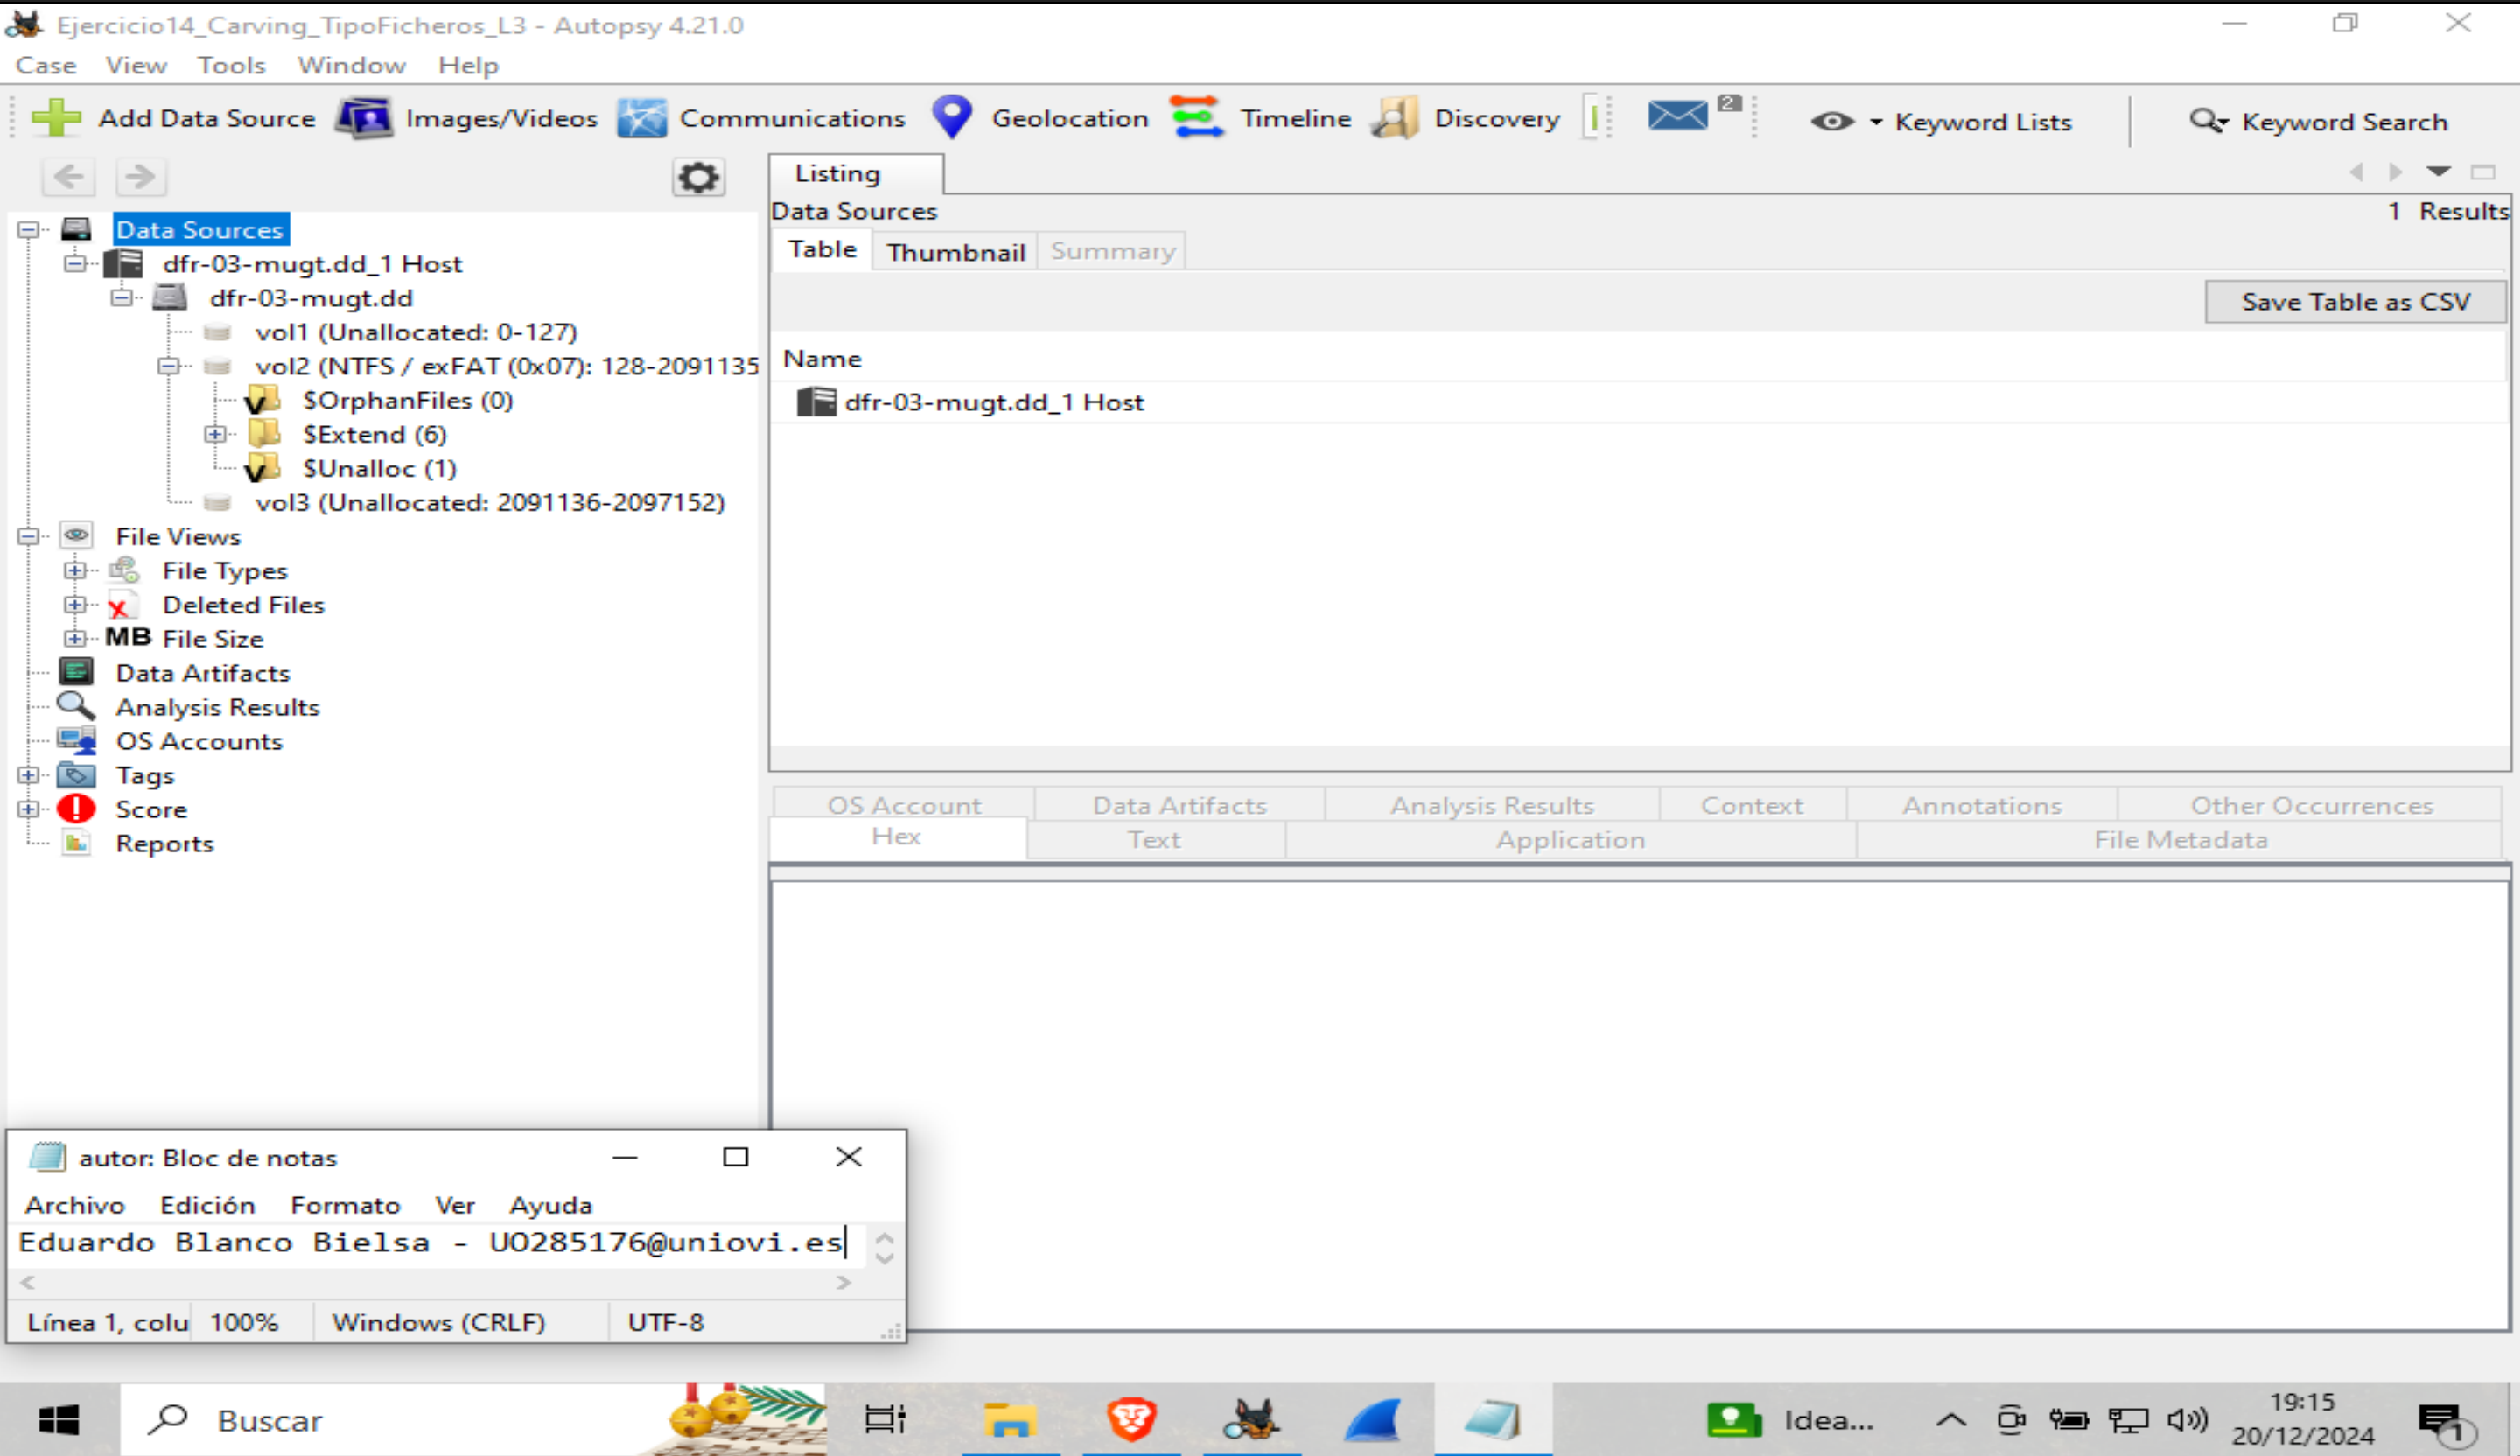 Ejercicio14_Carving_TipoFicheros_L3 - Autopsy 4.21.0
Case View Tools Window Help
Add Data Source Images/Videos Communications Geolocation Timeline Discovery 2 Keyword Lists Keyword Search
Listing
Data Sources 1 Results
Table Thumbnail Summary
Save Table as CSV
Name
dfr-03-mugt.dd_1 Host
Data Sources
dfr-03-mugt.dd_1 Host
dfr-03-mugt.dd
vol1 (Unallocated: 0-127)
vol2 (NTFS / exFAT (0x07): 128-2091135
$OrphanFiles (0)
$Extend (6)
$Unalloc (1)
vol3 (Unallocated: 2091136-2097152)
File Views
File Types
Deleted Files
MB File Size
Data Artifacts
Analysis Results
OS Accounts
Tags
Score
Reports
OS Account Data Artifacts Analysis Results Context Annotations Other Occurrences
Hex Text Application File Metadata
autor: Bloc de notas
Archivo Edición Formato Ver Ayuda
Eduardo Blanco Bielsa - UO285176@uniovi.es
Línea 1, colu 100% Windows (CRLF) UTF-8
Buscar
Idea...
19:15
20/12/2024
1